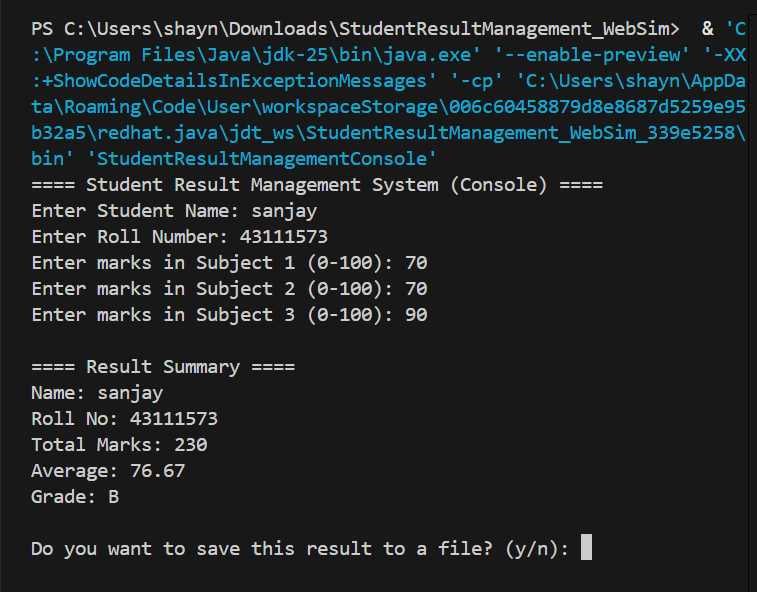 PS C:\Users\shayn\Downloads\StudentResultManagement_WebSim>  & 'C
:\Program Files\Java\jdk-25\bin\java.exe' '--enable-preview' '-XX
:+ShowCodeDetailsInExceptionMessages' '-cp' 'C:\Users\shayn\AppDa
ta\Roaming\Code\User\workspaceStorage\006c60458879d8e8687d5259e95
b32a5\redhat.java\jdt_ws\StudentResultManagement_WebSim_339e5258\
bin' 'StudentResultManagementConsole'
==== Student Result Management System (Console) ====
Enter Student Name: sanjay
Enter Roll Number: 43111573
Enter marks in Subject 1 (0-100): 70
Enter marks in Subject 2 (0-100): 70
Enter marks in Subject 3 (0-100): 90

==== Result Summary ====
Name: sanjay
Roll No: 43111573
Total Marks: 230
Average: 76.67
Grade: B

Do you want to save this result to a file? (y/n):